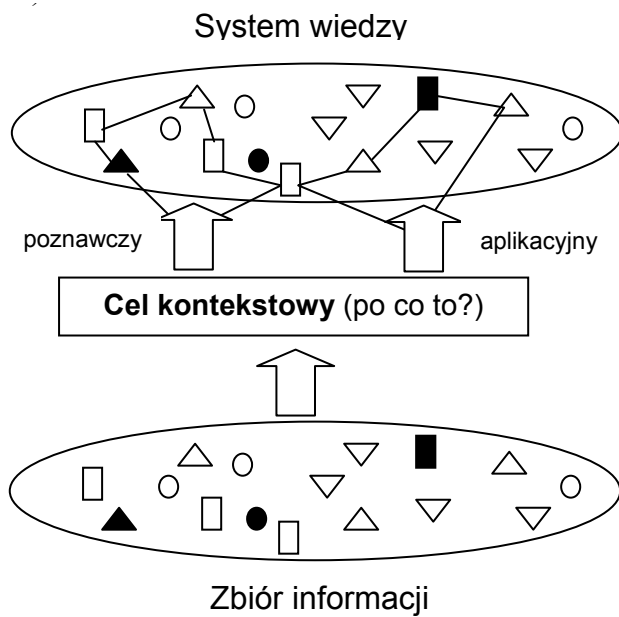 System wiedzy
poznawczy
aplikacyjny
Cel kontekstowy (po co to?)
Zbiór informacji